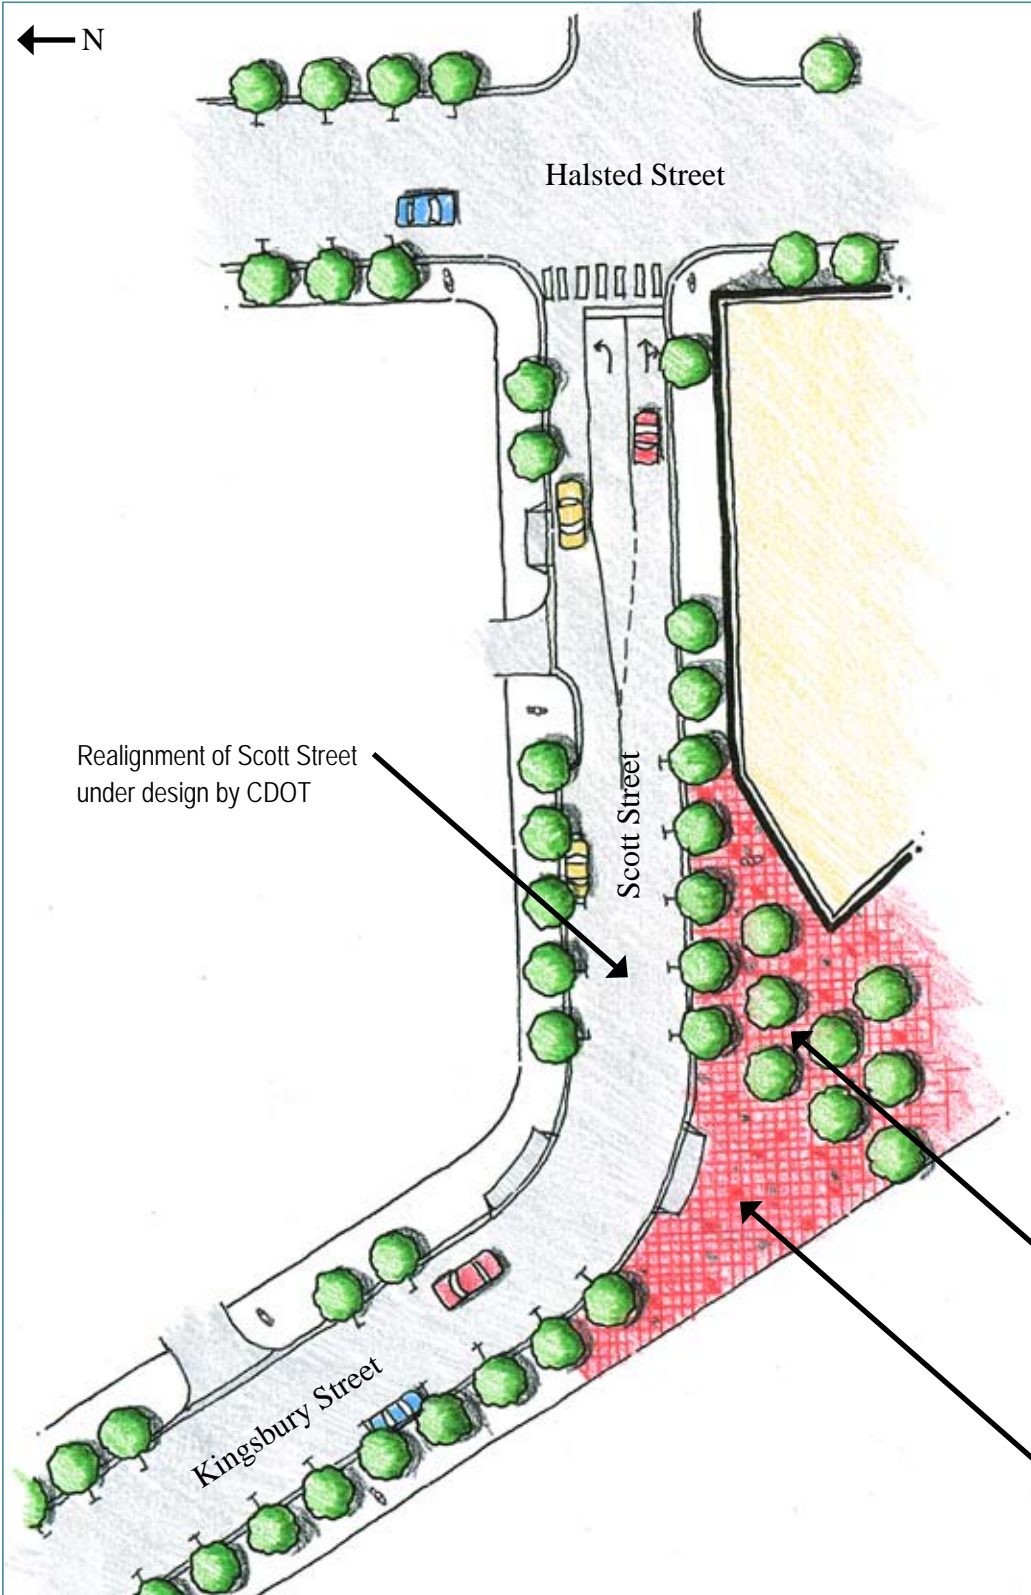 N
Halsted Street
Realignment of Scott Street
under design by CDOT
Scott Street
Kingsbury Street